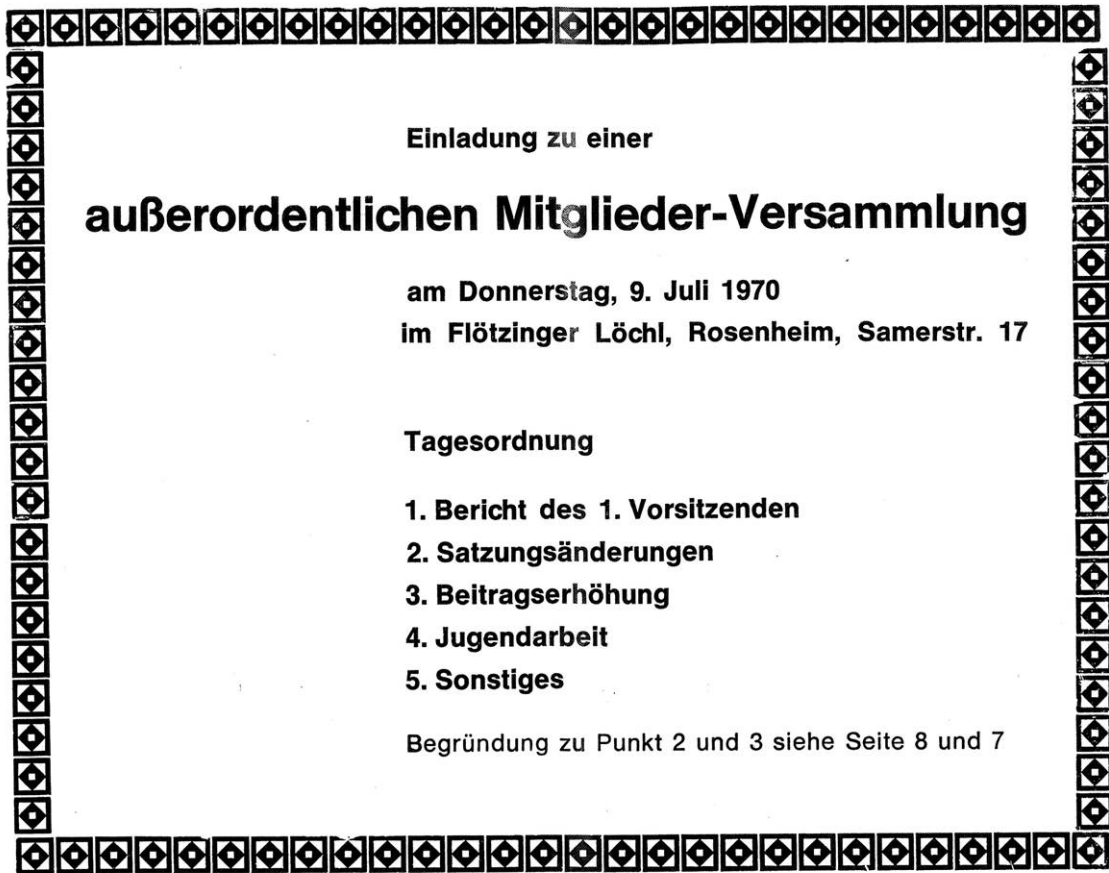 Einladung zu einer
außerordentlichen Mitglieder-Versammlung
am Donnerstag, 9. Juli 1970
im Flötzinger Löchl, Rosenheim, Samerstr. 17
Tagesordnung
1. Bericht des 1. Vorsitzenden
2. Satzungsänderungen
3. Beitragserhöhung
4. Jugendarbeit
5. Sonstiges
Begründung zu Punkt 2 und 3 siehe Seite 8 und 7